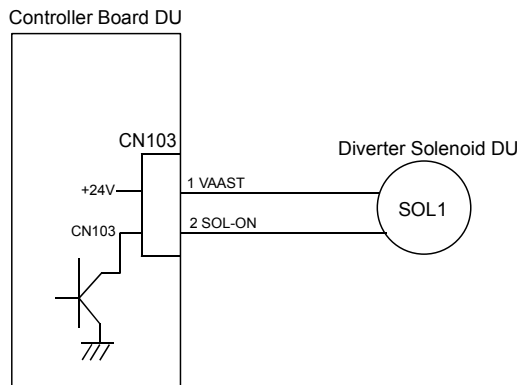 Controller Board DU
CN103
Diverter Solenoid DU
+24V
1 VAAST
SOL1
CN103
2 SOL-ON